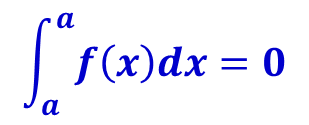 ∫ₐᵃ f(x)dx = 0